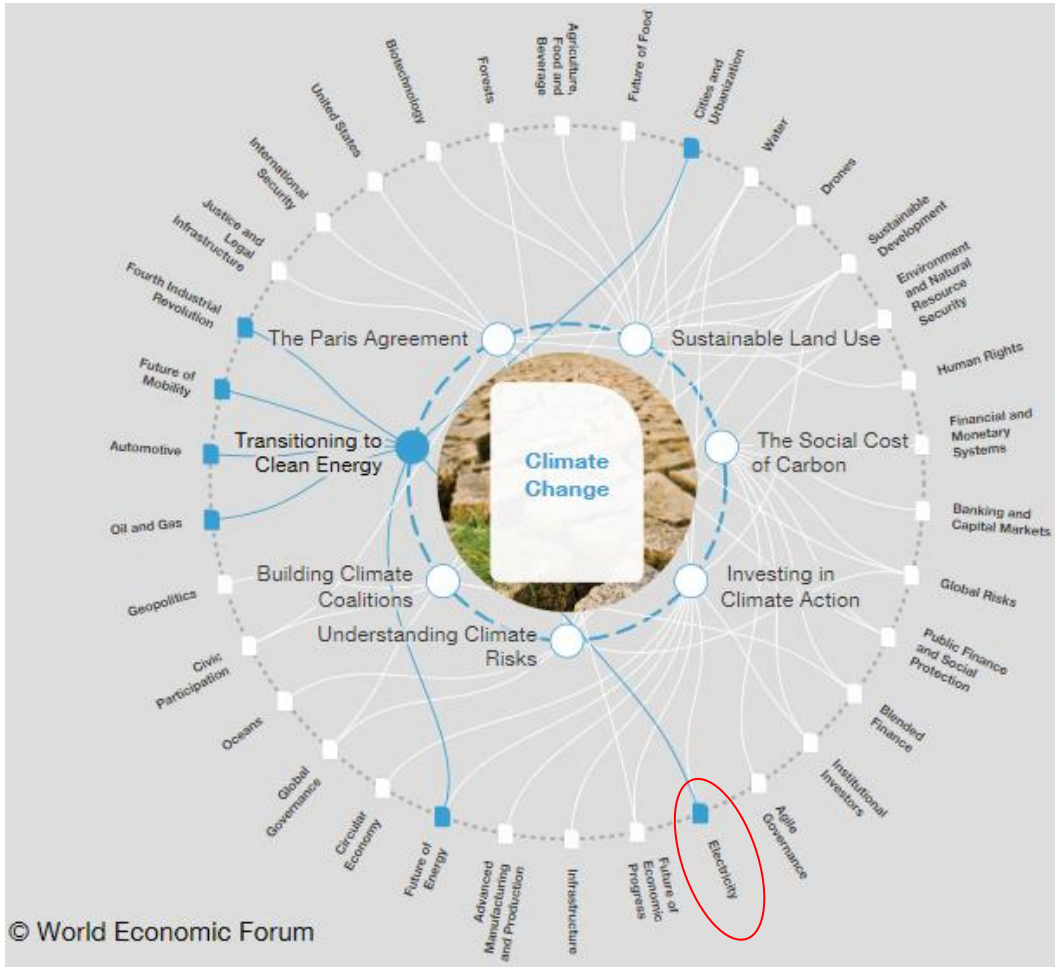 Agriculture,
Food and
Beverage
Future of Food
Cities and
Urbanization
Water
Drones
Sustainable
Development
Environment
and Natural
Resource
Security
Human Rights
Financial and
Monetary
Systems
Banking and
Capital Markets
Global Risks
Public Finance
and Social
Protection
Blended
Finance
Institutional
Investors
Agile
Governance
Electricity
Future of
Economic
Progress
Infrastructure
Advanced
Manufacturing
and Production
Future of
Energy
Circular
Economy
Global
Governance
Oceans
Civic
Participation
Geopolitics
Oil and Gas
Automotive
Future of
Mobility
Fourth Industrial
Revolution
Justice and
Legal
Infrastructure
International
Security
United States
Biotechnology
Forests
The Paris Agreement
Sustainable Land Use
Transitioning to
Clean Energy
The Social Cost
of Carbon
Climate
Change
Building Climate
Coalitions
Investing in
Climate Action
Understanding Climate
Risks
© World Economic Forum